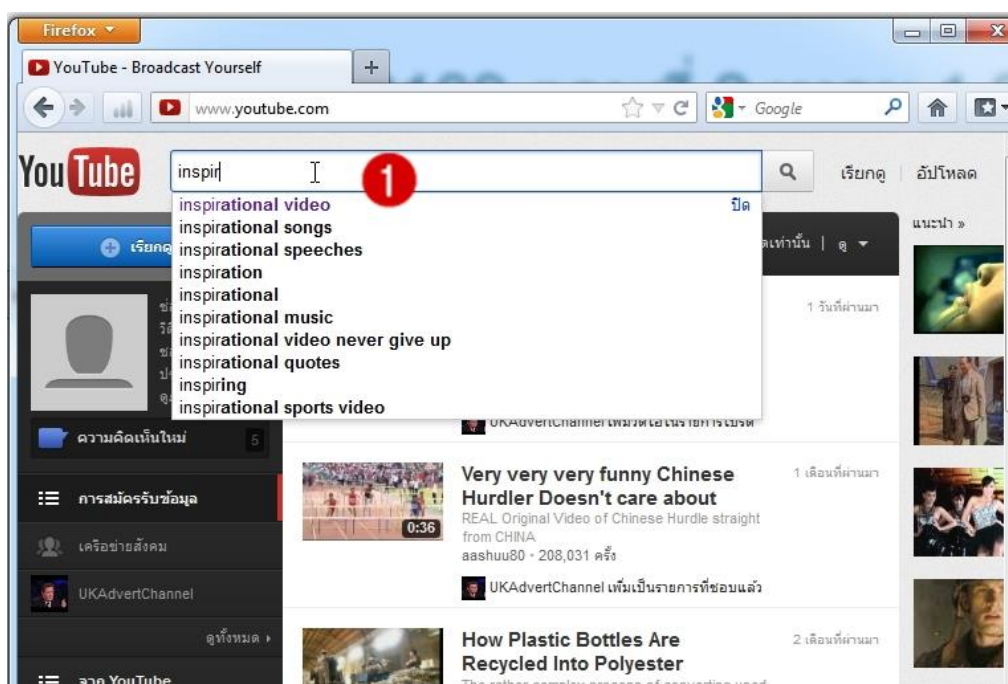 Firefox
YouTube - Broadcast Yourself
www.youtube.com
Google
YouTube
inspir
1
เรียกดู
อัปโหลด
inspirational video
ปิด
inspirational songs
inspirational speeches
inspiration
inspirational
inspirational music
inspirational video never give up
inspirational quotes
inspiring
inspirational sports video
แนะนำ »
ดู
1 วันที่ผ่านมา
ความคิดเห็นใหม่
5
การสมัครรับข้อมูล
เครือข่ายสังคม
UKAdvertChannel
ดูทั้งหมด
จาก YouTube
UKAdvertChannel
Very very very funny Chinese
Hurdler Doesn't care about
1 เดือนที่ผ่านมา
0:36
REAL Original Video of Chinese Hurdle straight
from CHINA
aashuu80 - 208,031 ครั้ง
UKAdvertChannel เพิ่มเป็นรายการที่ชอบแล้ว
How Plastic Bottles Are
Recycled Into Polyester
2 เดือนที่ผ่านมา